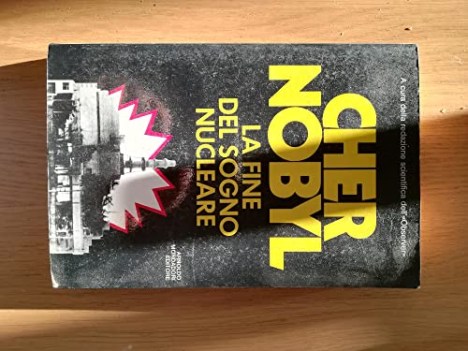 A cura della redazione scientifica dell'«Observer»
CHER
NOBYL
LA FINE
DEL SOGNO
NUCLEARE
ARNOLDO
MONDADORI
EDITORE